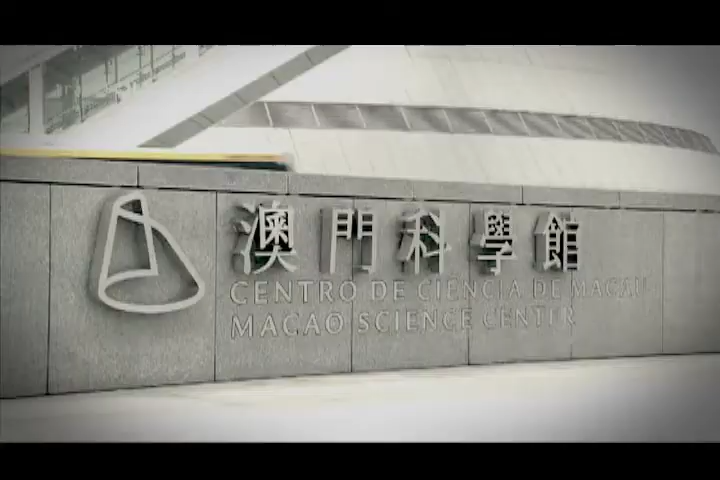 澳門科學館
CENTRO DE CIÊNCIA DE MACAU
MACAO SCIENCE CENTER